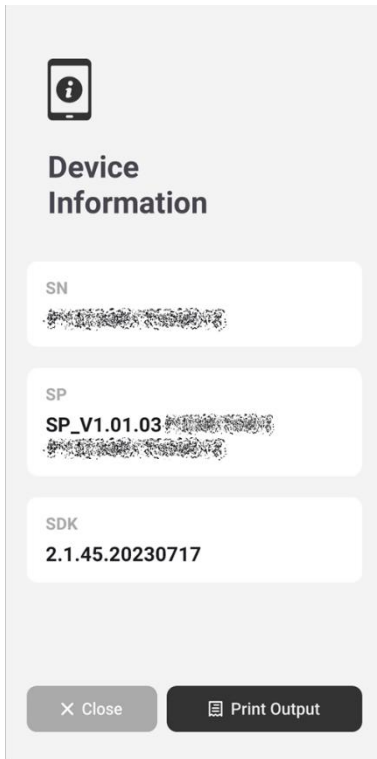 Device
Information
SN
SP
SP_V1.01.03
SDK
2.1.45.20230717
Close
Print Output